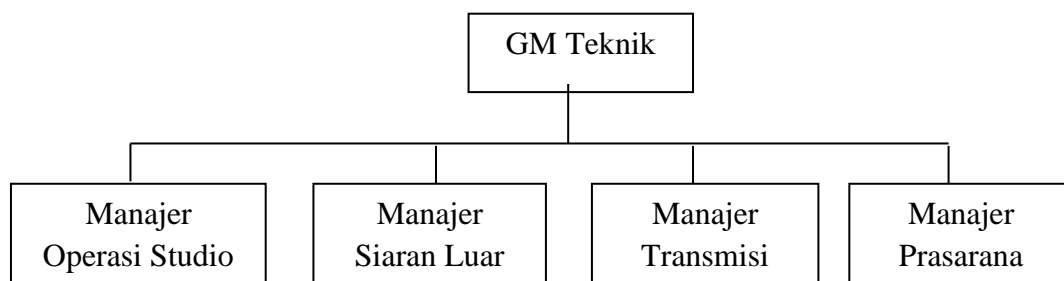 GM Teknik
Manajer
Operasi Studio
Manajer
Siaran Luar
Manajer
Transmisi
Manajer
Prasarana